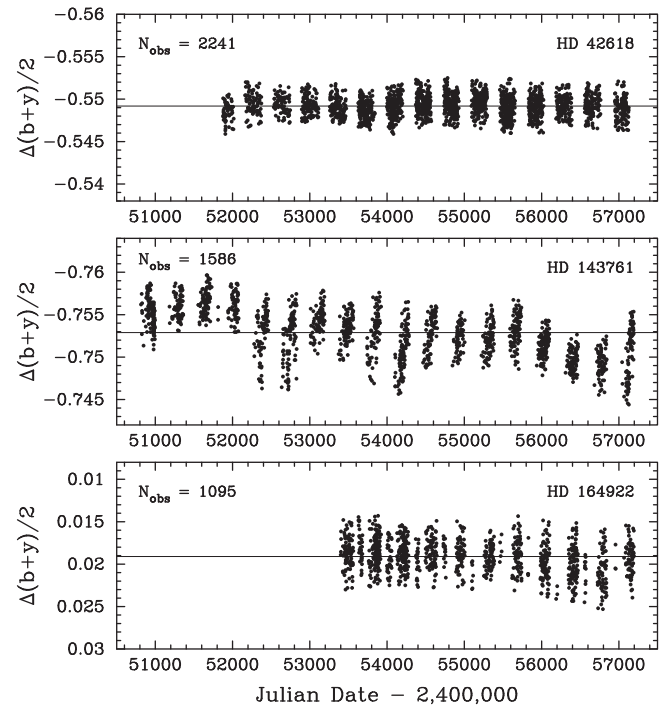 −0.56
−0.55
−0.545
−0.54
Δ(b+y)/2
N_obs = 2241
HD 42618
51000 52000 53000 54000 55000 56000 57000
−0.76
−0.755
−0.75
−0.745
Δ(b+y)/2
N_obs = 1586
HD 143761
51000 52000 53000 54000 55000 56000 57000
0.01
0.015
0.02
0.025
0.03
Δ(b+y)/2
N_obs = 1095
HD 164922
51000 52000 53000 54000 55000 56000 57000
Julian Date − 2,400,000